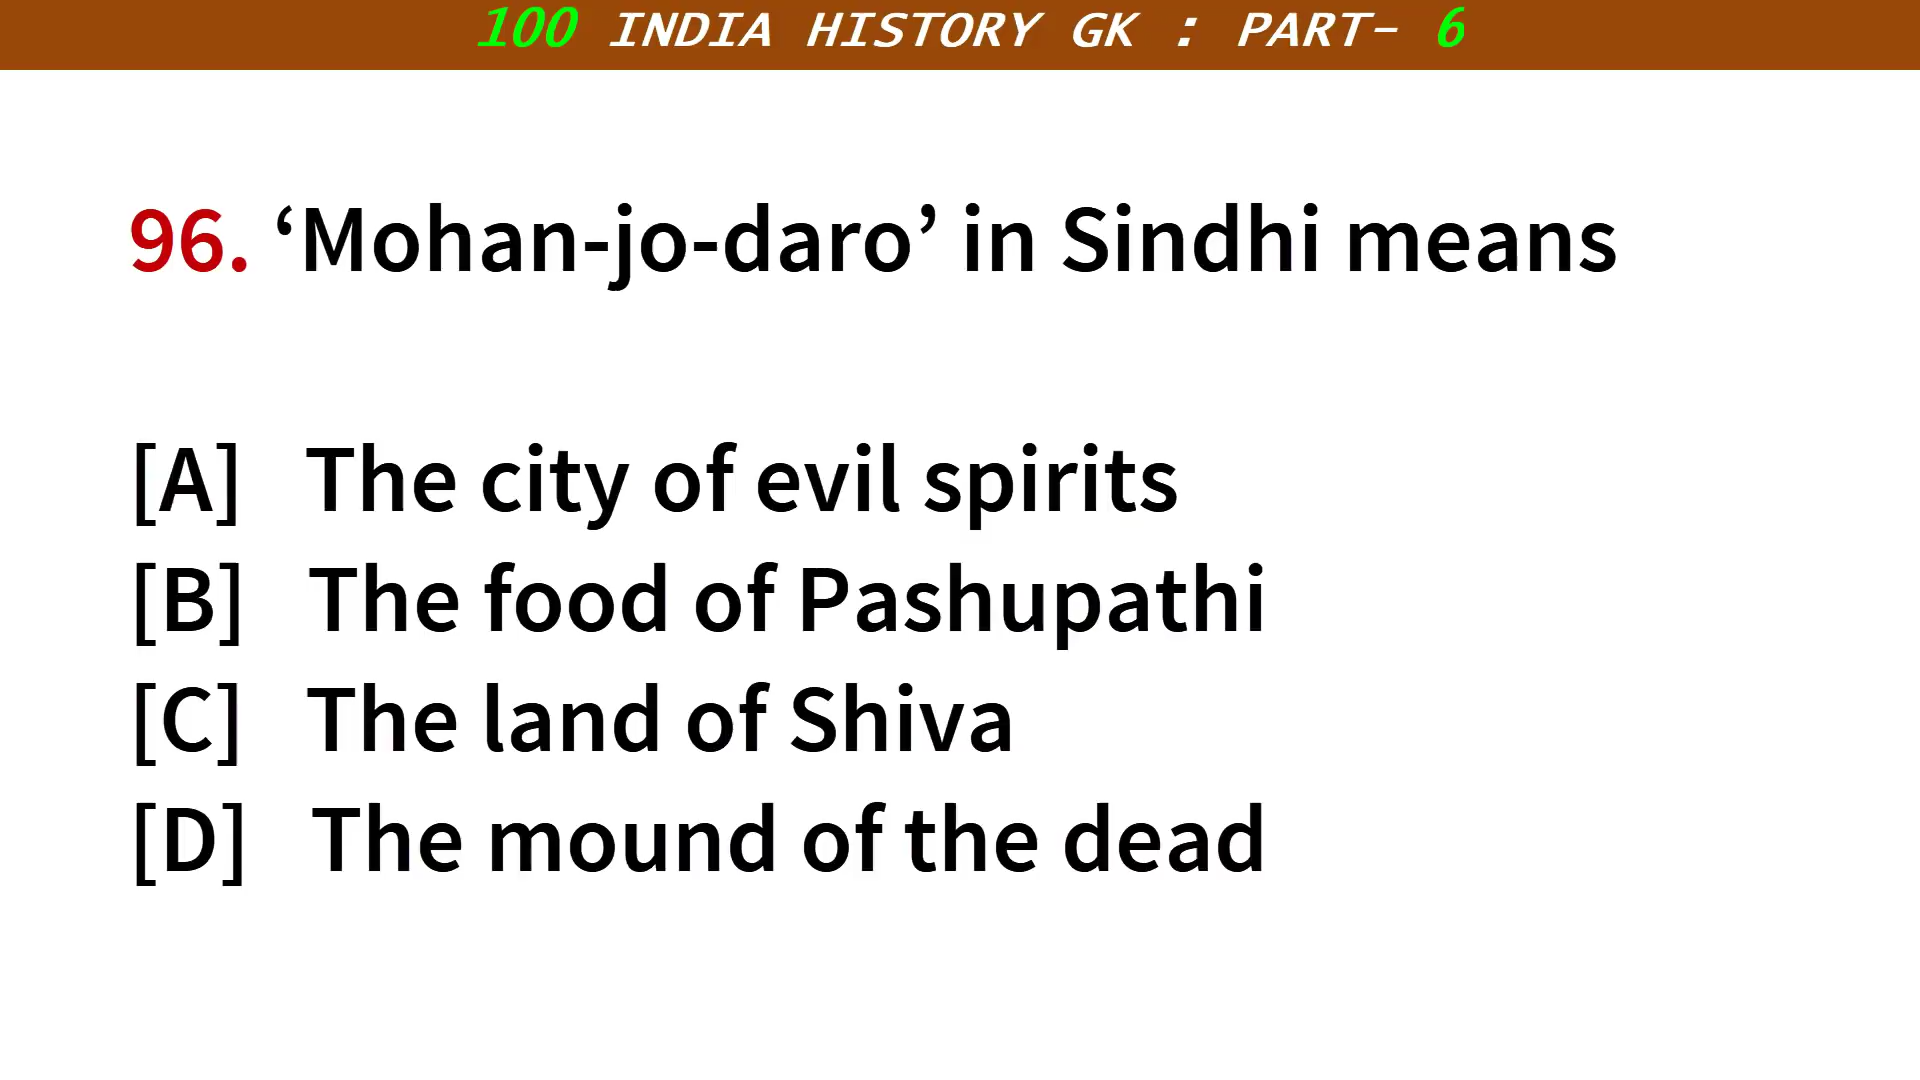 100 INDIA HISTORY GK : PART- 6
96. ‘Mohan-jo-daro’ in Sindhi means
[A] The city of evil spirits
[B] The food of Pashupathi
[C] The land of Shiva
[D] The mound of the dead